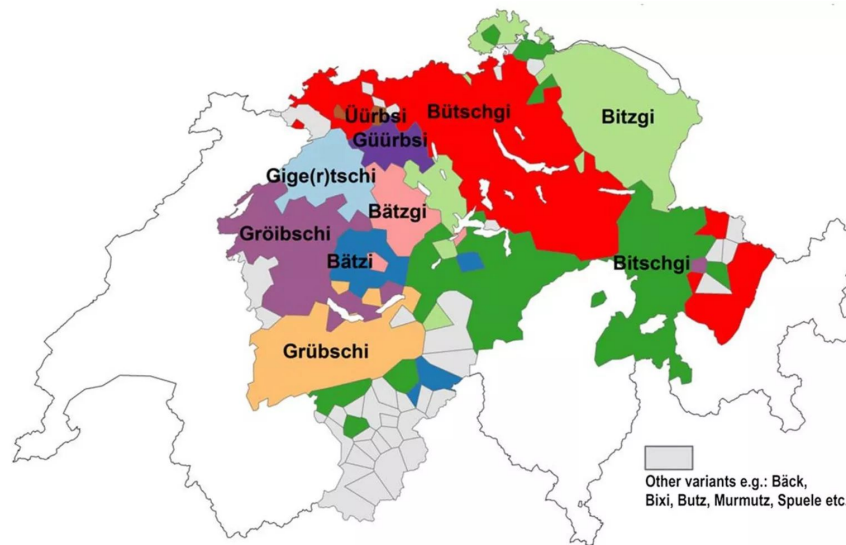 Üürbsi
Bütschgi
Bitzgi
Güürbsi
Gige(r)tschi
Bätzgi
Gröibschi
Bätzi
Bitschgi
Grübschi
Other variants e.g.: Bäck,
Bixi, Butz, Murmutz, Spuele etc.